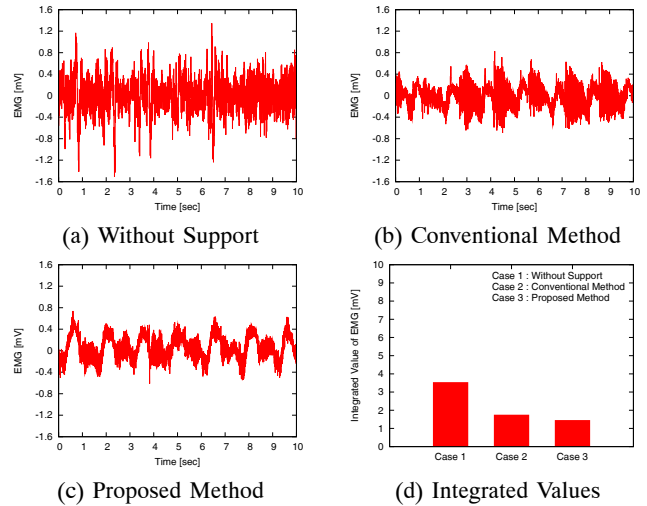 1.6
1.2
0.8
0.4
0
-0.4
-0.8
-1.2
-1.6
EMG [mV]
0 1 2 3 4 5 6 7 8 9 10
Time [sec]
(a) Without Support
1.6
1.2
0.8
0.4
0
-0.4
-0.8
-1.2
-1.6
EMG [mV]
0 1 2 3 4 5 6 7 8 9 10
Time [sec]
(b) Conventional Method
1.6
1.2
0.8
0.4
0
-0.4
-0.8
-1.2
-1.6
EMG [mV]
0 1 2 3 4 5 6 7 8 9 10
Time [sec]
(c) Proposed Method
10
9
8
7
6
5
4
3
2
1
0
Integrated Value of EMG [mV]
Case 1 : Without Support
Case 2 : Conventional Method
Case 3 : Proposed Method
Case 1 Case 2 Case 3
(d) Integrated Values